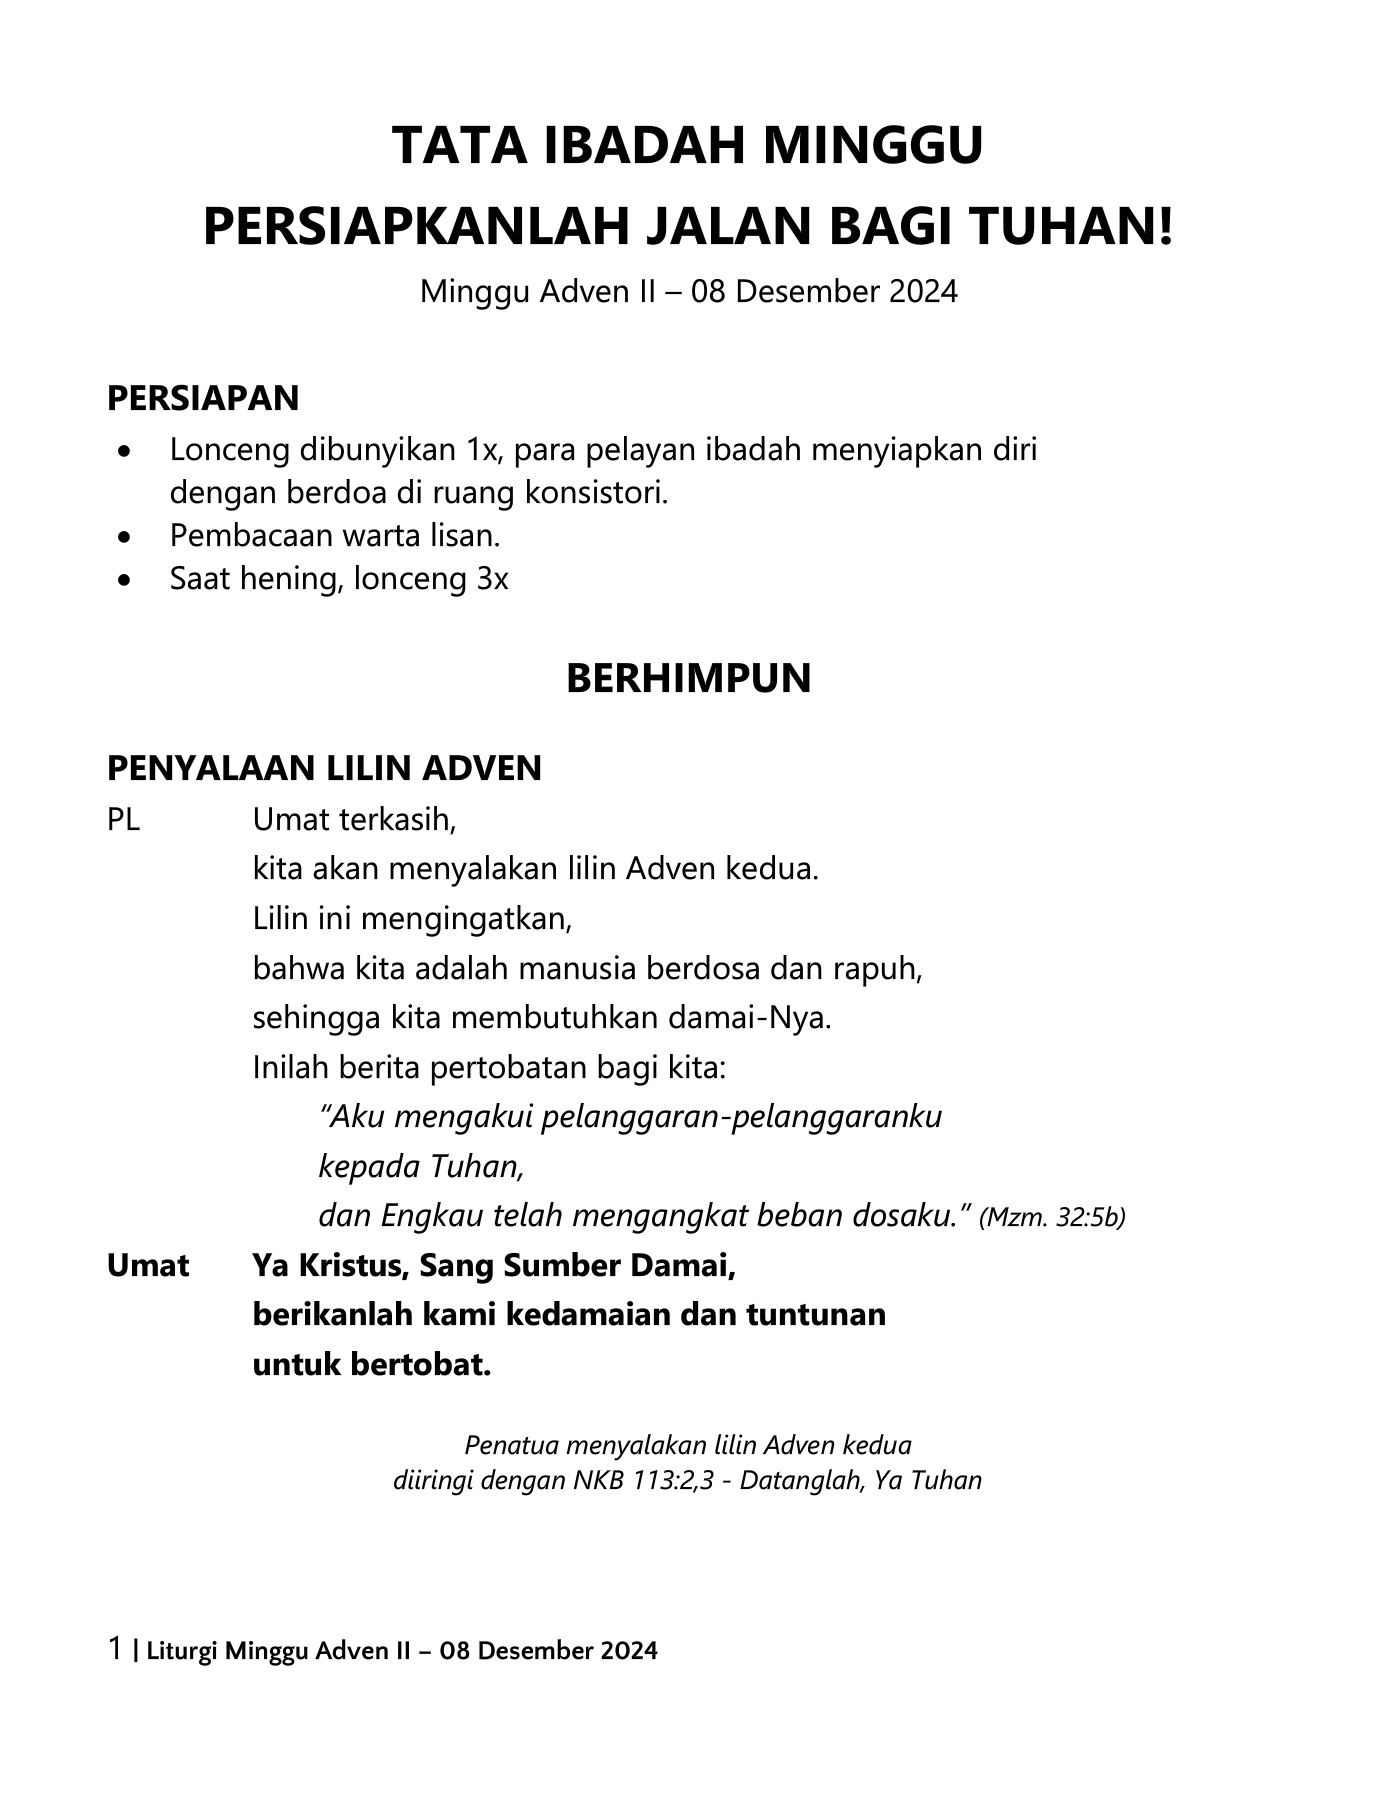 TATA IBADAH MINGGU
PERSIAPKANLAH JALAN BAGI TUHAN!
Minggu Adven II – 08 Desember 2024
PERSIAPAN
• Lonceng dibunyikan 1x, para pelayan ibadah menyiapkan diri
dengan berdoa di ruang konsistori.
• Pembacaan warta lisan.
• Saat hening, lonceng 3x
BERHIMPUN
PENYALAAN LILIN ADVEN
PL Umat terkasih,
kita akan menyalakan lilin Adven kedua.
Lilin ini mengingatkan,
bahwa kita adalah manusia berdosa dan rapuh,
sehingga kita membutuhkan damai-Nya.
Inilah berita pertobatan bagi kita:
“Aku mengakui pelanggaran-pelanggaranku
kepada Tuhan,
dan Engkau telah mengangkat beban dosaku.” (Mzm. 32:5b)
Umat Ya Kristus, Sang Sumber Damai,
berikanlah kami kedamaian dan tuntunan
untuk bertobat.
Penatua menyalakan lilin Adven kedua
diiringi dengan NKB 113:2,3 - Datanglah, Ya Tuhan
1 | Liturgi Minggu Adven II – 08 Desember 2024